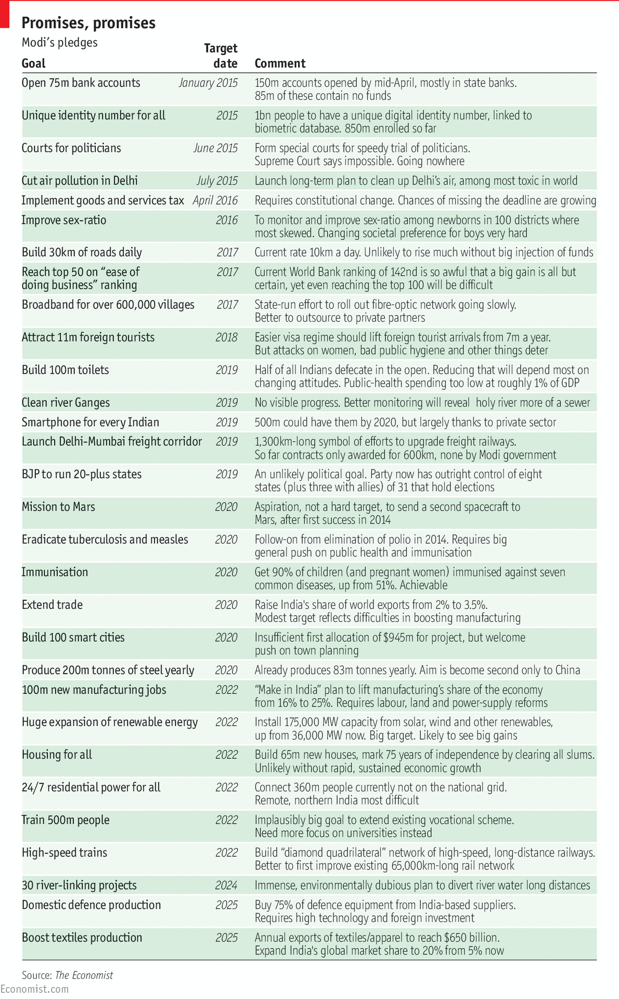 Promises, promises
Modi’s pledges
Goal
Target date
Comment
Open 75m bank accounts January 2015 150m accounts opened by mid-April, mostly in state banks.
85m of these contain no funds
Unique identity number for all 2015 1bn people to have a unique digital identity number, linked to
biometric database. 850m enrolled so far
Courts for politicians June 2015 Form special courts for speedy trial of politicians.
Supreme Court says impossible. Going nowhere
Cut air pollution in Delhi July 2015 Launch long-term plan to clean up Delhi’s air, among most toxic in world
Implement goods and services tax April 2016 Requires constitutional change. Chances of missing the deadline are growing
Improve sex-ratio 2016 To monitor and improve sex-ratio among newborns in 100 districts where
most skewed. Changing societal preference for boys very hard
Build 30km of roads daily 2017 Current rate 10km a day. Unlikely to rise much without big injection of funds
Reach top 50 on “ease of 2017 Current World Bank ranking of 142nd is so awful that a big gain is all but
doing business” ranking certain, yet even reaching the top 100 will be difficult
Broadband for over 600,000 villages 2017 State-run effort to roll out fibre-optic network going slowly.
Better to outsource to private partners
Attract 11m foreign tourists 2018 Easier visa regime should lift foreign tourist arrivals from 7m a year.
But attacks on women, bad public hygiene and other things deter
Build 100m toilets 2019 Half of all Indians defecate in the open. Reducing that will depend most on
changing attitudes. Public-health spending too low at roughly 1% of GDP
Clean river Ganges 2019 No visible progress. Better monitoring will reveal holy river more of a sewer
Smartphone for every Indian 2019 500m could have them by 2020, but largely thanks to private sector
Launch Delhi-Mumbai freight corridor 2019 1,300km-long symbol of efforts to upgrade freight railways.
So far contracts only awarded for 600km, none by Modi government
BJP to run 20-plus states 2019 An unlikely political goal. Party now has outright control of eight
states (plus three with allies) of 31 that hold elections
Mission to Mars 2020 Aspiration, not a hard target, to send a second spacecraft to
Mars, after first success in 2014
Eradicate tuberculosis and measles 2020 Follow-on from elimination of polio in 2014. Requires big
general push on public health and immunisation
Immunisation 2020 Get 90% of children (and pregnant women) immunised against seven
common diseases, up from 51%. Achievable
Extend trade 2020 Raise India's share of world exports from 2% to 3.5%.
Modest target reflects difficulties in boosting manufacturing
Build 100 smart cities 2020 Insufficient first allocation of $945m for project, but welcome
push on town planning
Produce 200m tonnes of steel yearly 2020 Already produces 83m tonnes yearly. Aim is become second only to China
100m new manufacturing jobs 2022 “Make in India” plan to lift manufacturing’s share of the economy
from 16% to 25%. Requires labour, land and power-supply reforms
Huge expansion of renewable energy 2022 Install 175,000 MW capacity from solar, wind and other renewables,
up from 36,000 MW now. Big target. Likely to see big gains
Housing for all 2022 Build 65m new houses, mark 75 years of independence by clearing all slums.
Unlikely without rapid, sustained economic growth
24/7 residential power for all 2022 Connect 360m people currently not on the national grid.
Remote, northern India most difficult
Train 500m people 2022 Implausibly big goal to extend existing vocational scheme.
Need more focus on universities instead
High-speed trains 2022 Build “diamond quadrilateral” network of high-speed, long-distance railways.
Better to first improve existing 65,000km-long rail network
30 river-linking projects 2024 Immense, environmentally dubious plan to divert river water long distances
Domestic defence production 2025 Buy 75% of defence equipment from India-based suppliers.
Requires high technology and foreign investment
Boost textiles production 2025 Annual exports of textiles/apparel to reach $650 billion.
Expand India's global market share to 20% from 5% now
Source: The Economist
Economist.com